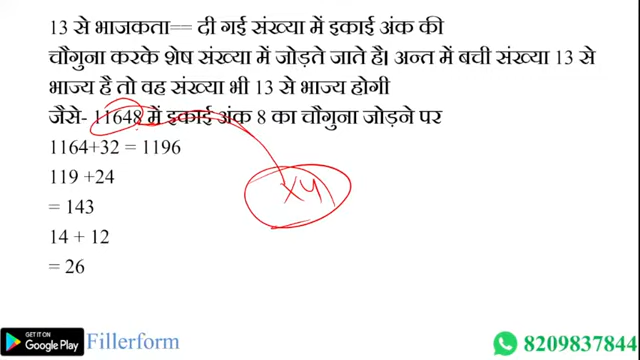 13 से भाजकता== दी गई संख्या में इकाई अंक की
चौगुना करके शेष संख्या में जोड़ते जाते है। अन्त में बची संख्या 13 से
भाज्य है तो वह संख्या भी 13 से भाज्य होगी
जैसे- 11648 में इकाई अंक 8 का चौगुना जोड़ने पर
1164+32 = 1196
119 +24
= 143
x4
14 + 12
= 26
GET IT ON
Google Play
Fillerform
8209837844